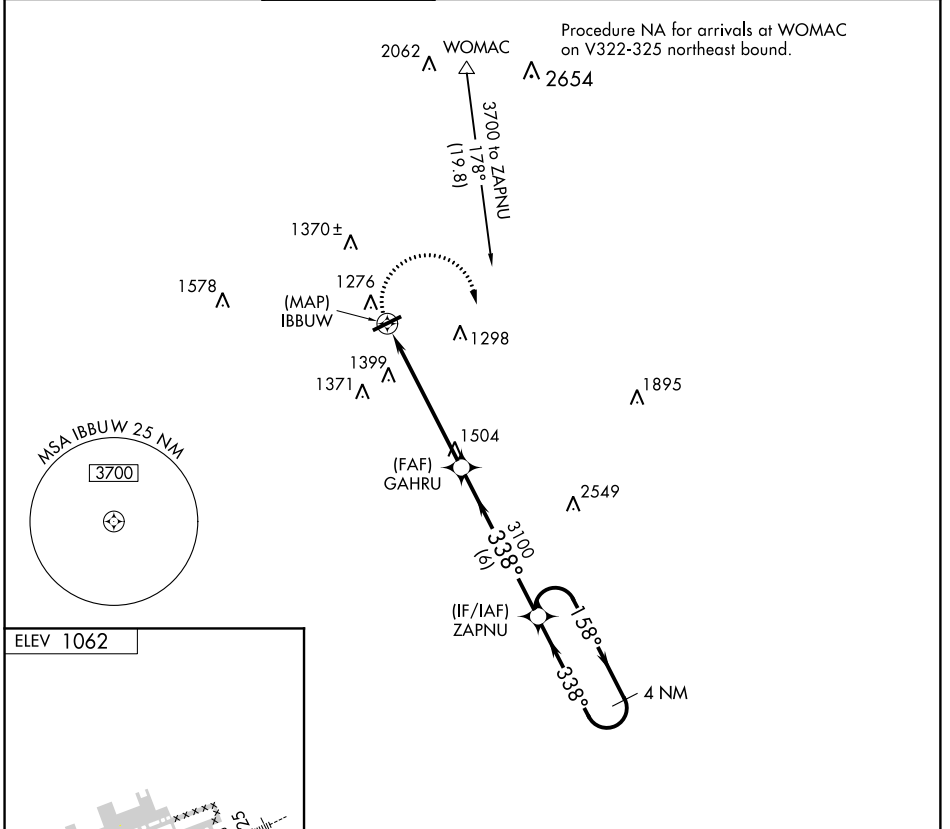 Procedure NA for arrivals at WOMAC
on V322-325 northeast bound.
2062
WOMAC
2654
3700 to ZAPNU
178°
(19.8)
1370±
1578
1276
(MAP)
IBBUW
1298
1399
1371
1895
MSA IBBUW 25 NM
3700
1504
(FAF)
GAHRU
2549
3100
338°
(6)
(IF/IAF)
ZAPNU
158°
338°
4 NM
ELEV 1062
25